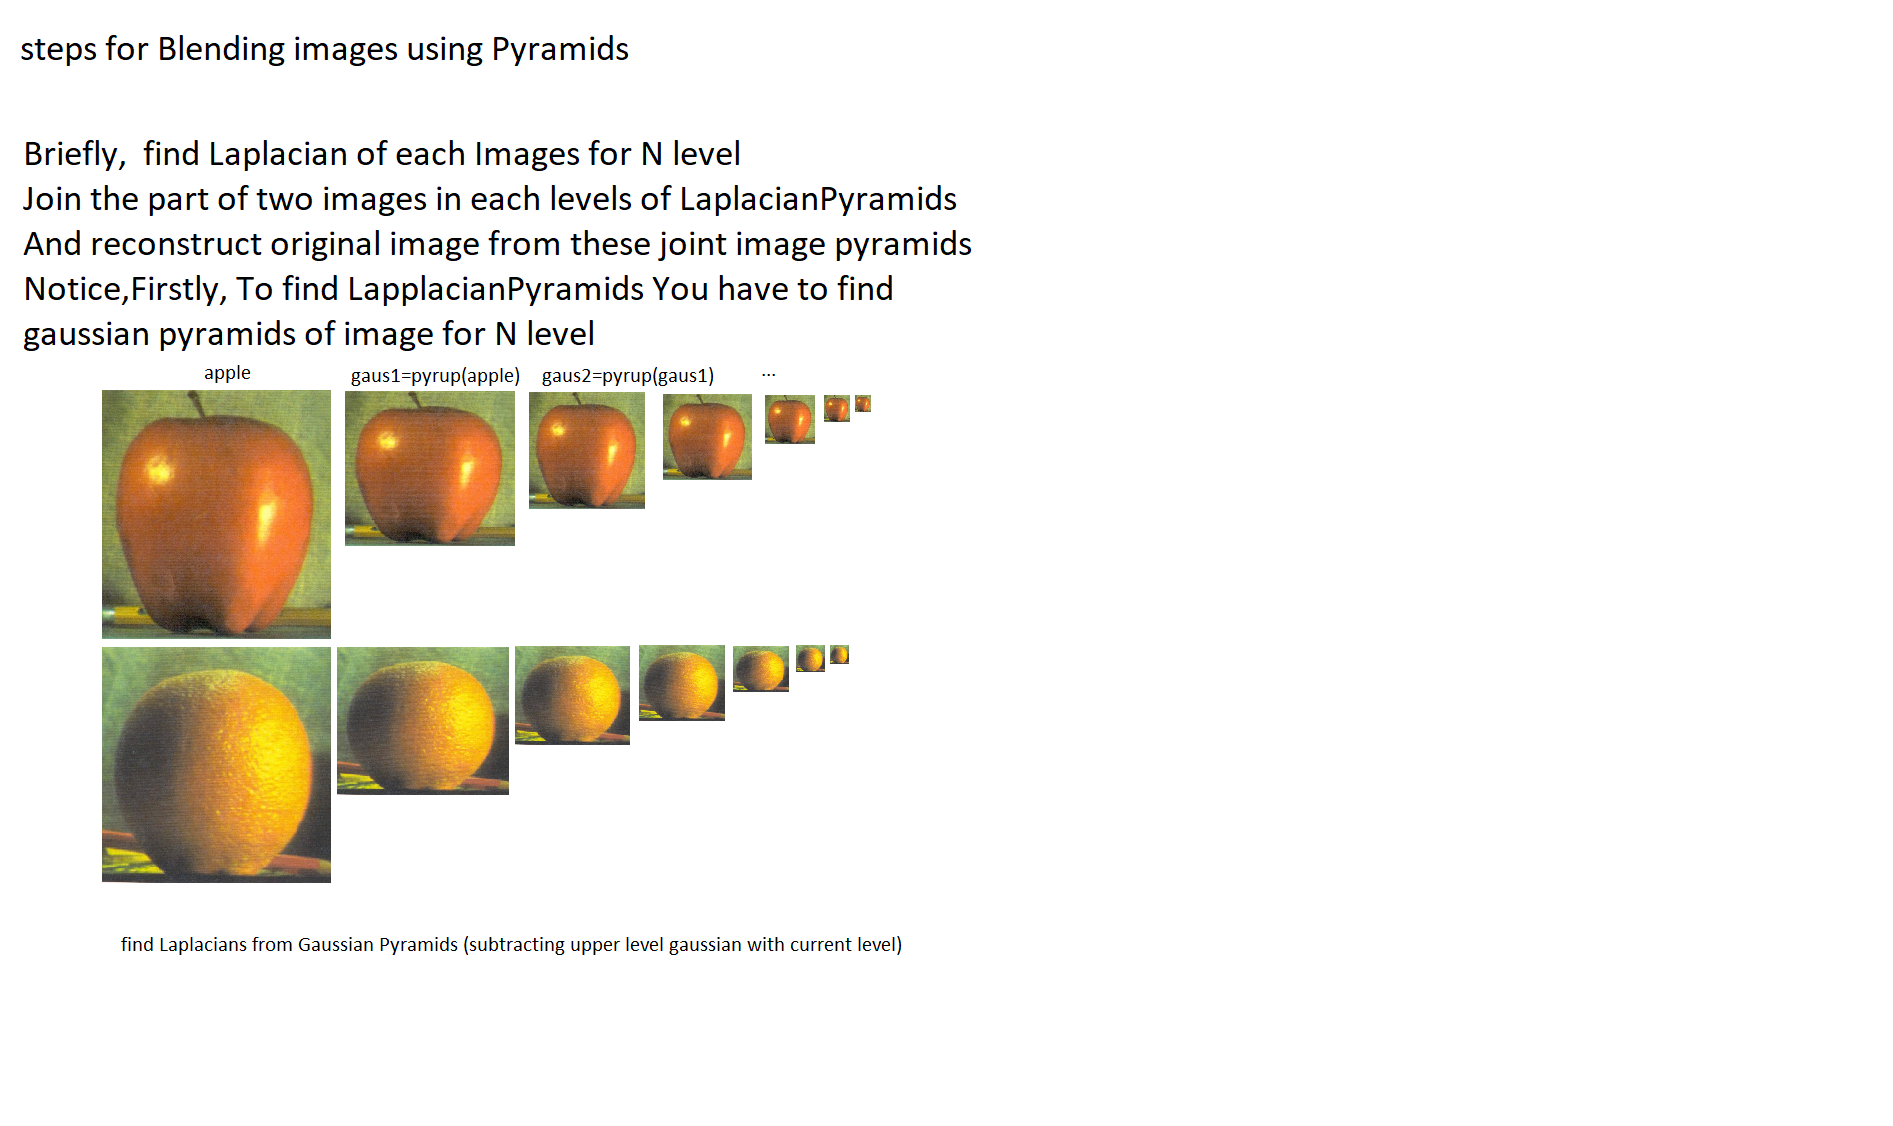 steps for Blending images using Pyramids
Briefly,  find Laplacian of each Images for N level
Join the part of two images in each levels of LaplacianPyramids
And reconstruct original image from these joint image pyramids
Notice,Firstly, To find LapplacianPyramids You have to find
gaussian pyramids of image for N level
apple gaus1=pyrup(apple) gaus2=pyrup(gaus1) ...
find Laplacians from Gaussian Pyramids (subtracting upper level gaussian with current level)